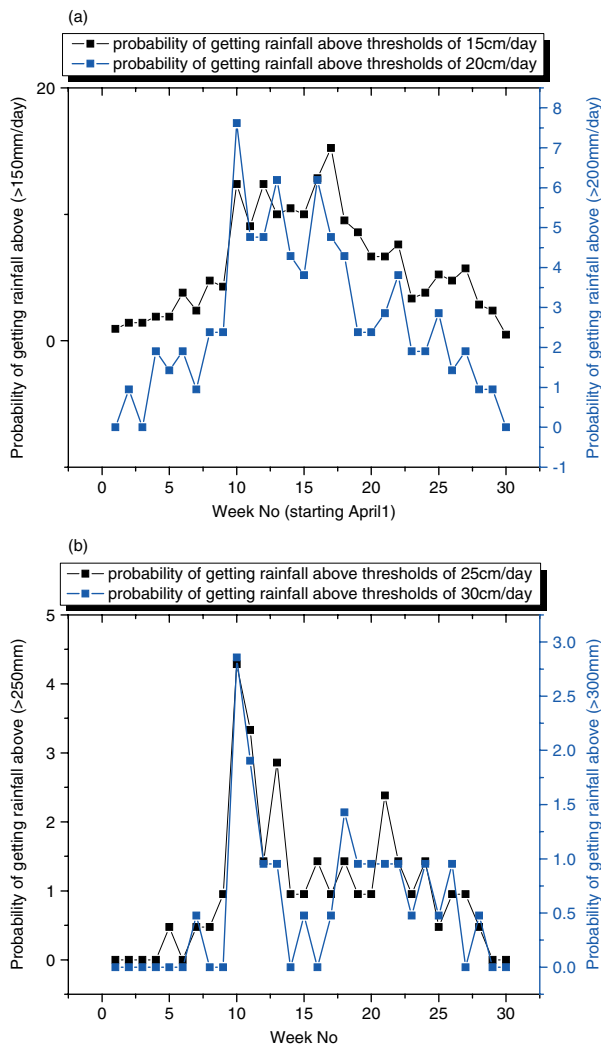 (a)
probability of getting rainfall above thresholds of 15cm/day
probability of getting rainfall above thresholds of 20cm/day
Probability of getting rainfall above (>150mm/day)
20
0
8
7
6
5
4
3
2
1
0
-1
Probability of getting rainfall above (>200mm/day)
0 5 10 15 20 25 30
Week No (starting April1)
(b)
probability of getting rainfall above thresholds of 25cm/day
probability of getting rainfall above thresholds of 30cm/day
Probability of getting rainfall above (>250mm)
5
4
3
2
1
0
3.0
2.5
2.0
1.5
1.0
0.5
0.0
Probability of getting rainfall above (>300mm)
0 5 10 15 20 25 30
Week No